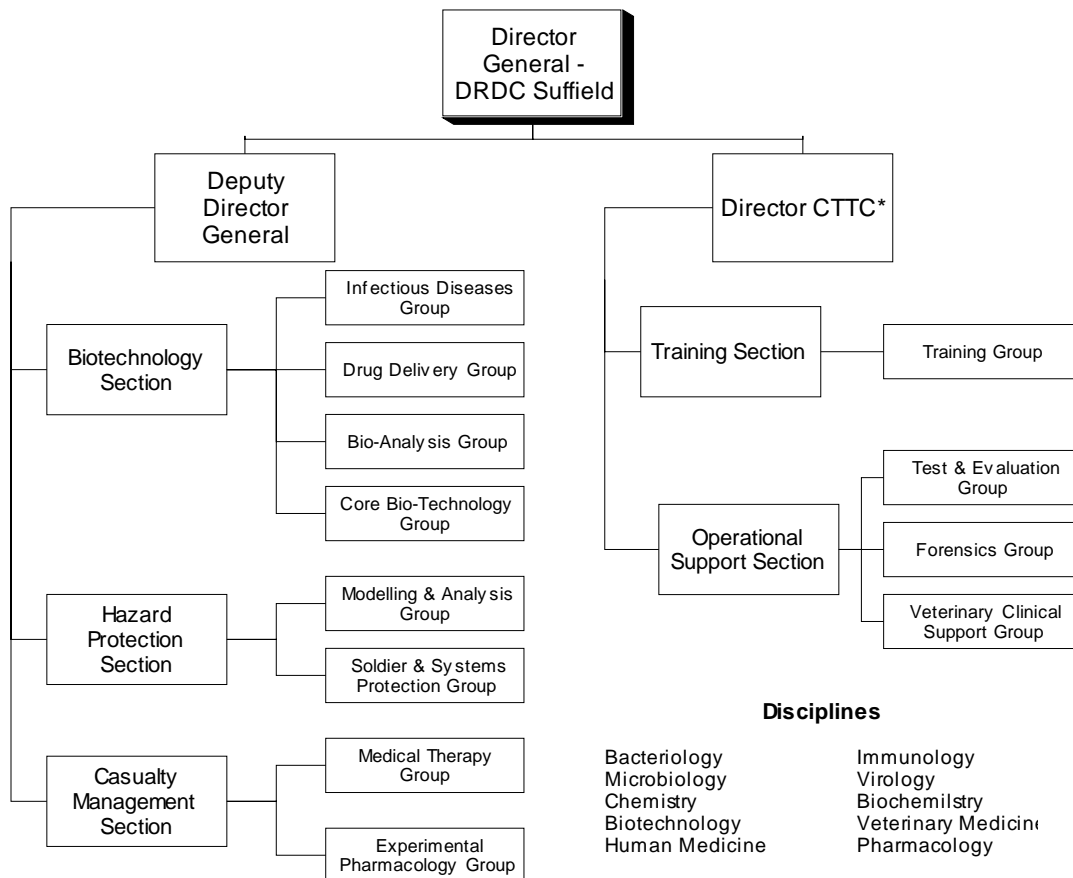 Director
General -
DRDC Suffield
Deputy
Director
General
Director CTTC*
Biotechnology
Section
Infectious Diseases
Group
Drug Delivery Group
Bio-Analysis Group
Core Bio-Technology
Group
Hazard
Protection
Section
Modelling & Analysis
Group
Soldier & Systems
Protection Group
Casualty
Management
Section
Medical Therapy
Group
Experimental
Pharmacology Group
Training Section
Training Group
Operational
Support Section
Test & Evaluation
Group
Forensics Group
Veterinary Clinical
Support Group
Disciplines
Bacteriology
Microbiology
Chemistry
Biotechnology
Human Medicine
Immunology
Virology
Biochemilstry
Veterinary Medicine
Pharmacology